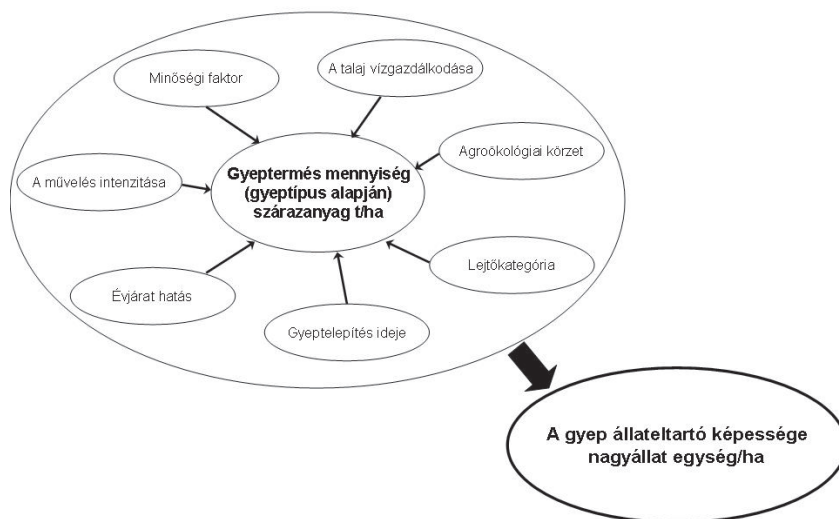 Minőségi faktor
A talaj vízgazdálkodása
Agroökológiai körzet
A művelés intenzitása
Gyeptermés mennyiség
(gyeptípus alapján)
szárazanyag t/ha
Lejtőkategória
Évjárat hatás
Gyeptelepítés ideje
A gyep állateltartó képessége
nagyállat egység/ha